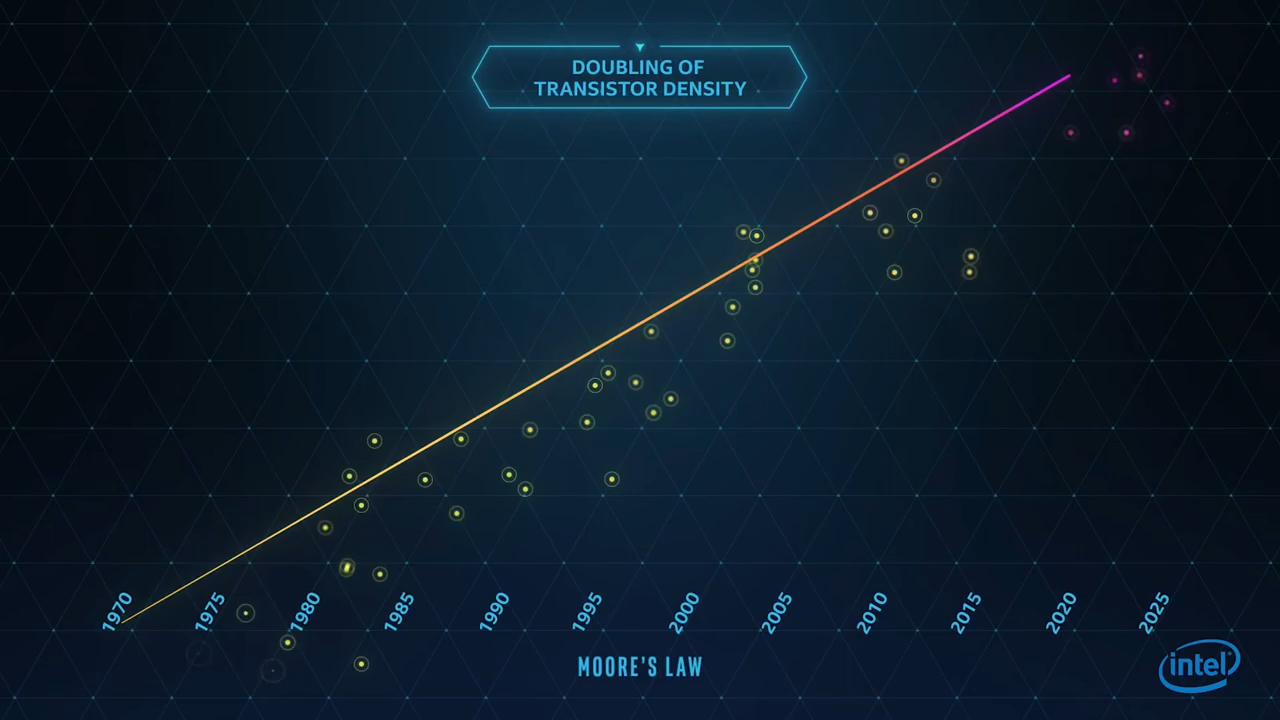 DOUBLING OF
TRANSISTOR DENSITY
1970 1975 1980 1985 1990 1995 2000 2005 2010 2015 2020 2025
MOORE'S LAW
intel